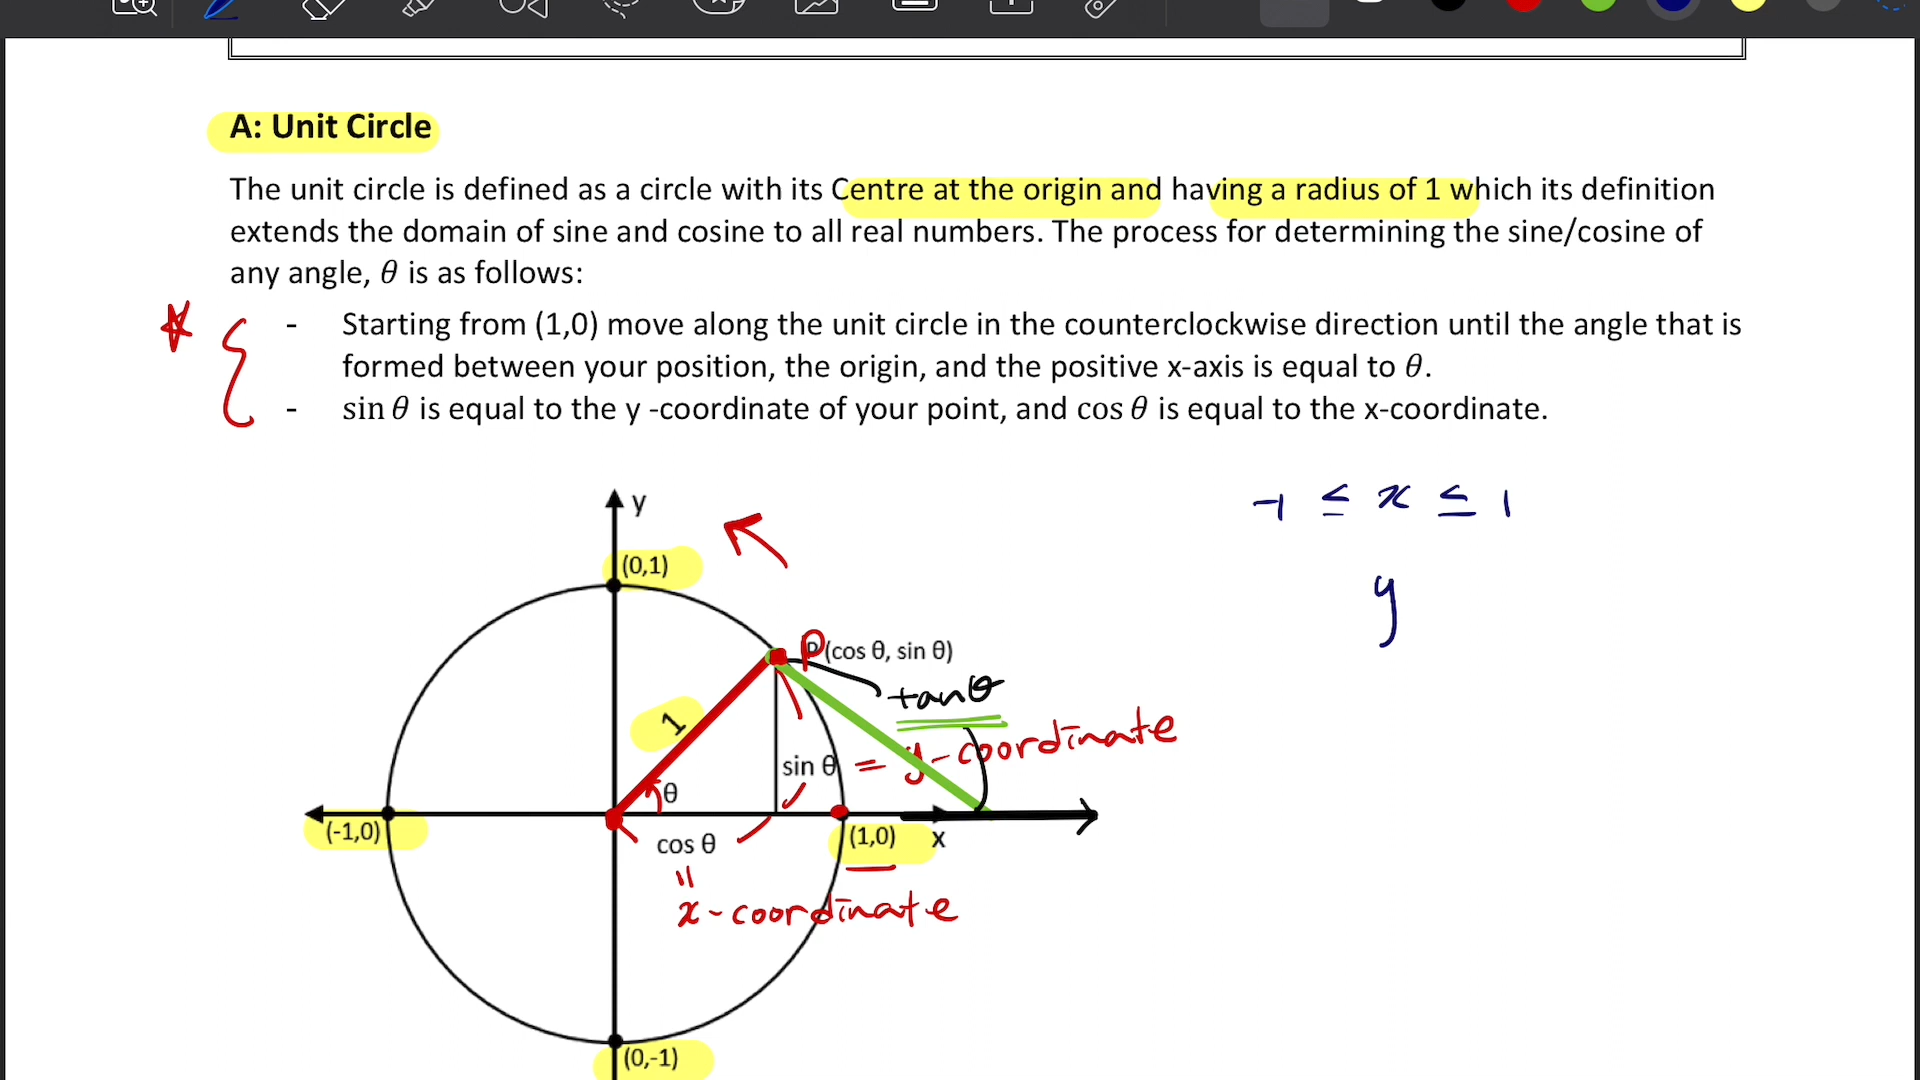 A: Unit Circle
The unit circle is defined as a circle with its Centre at the origin and having a radius of 1 which its definition
extends the domain of sine and cosine to all real numbers. The process for determining the sine/cosine of
any angle, θ is as follows:
- Starting from (1,0) move along the unit circle in the counterclockwise direction until the angle that is
formed between your position, the origin, and the positive x-axis is equal to θ.
- sin θ is equal to the y -coordinate of your point, and cos θ is equal to the x-coordinate.
y
-1 ≤ x ≤ 1
(0,1)
y
P (cos θ, sin θ)
tanθ
1
sin θ = y-coordinate
θ
(-1,0)
cos θ
(1,0)
x
=
x-coordinate
(0,-1)